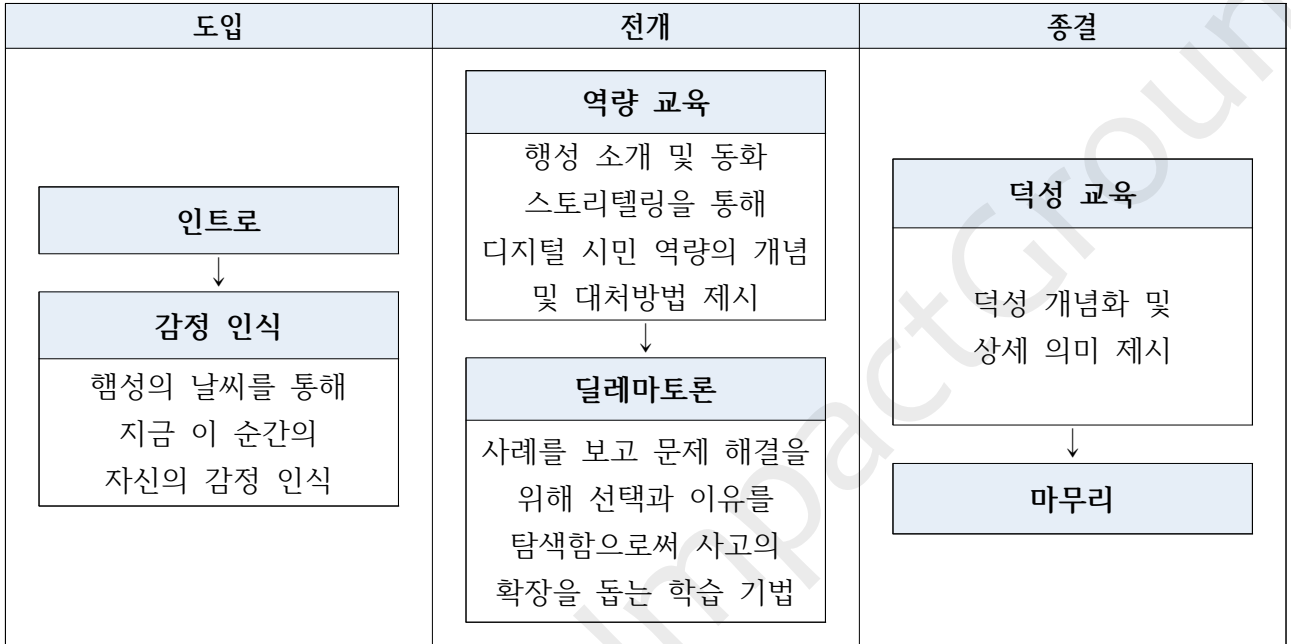 도입
전개
종결
인트로
감정 인식
햄성의 날씨를 통해
지금 이 순간의
자신의 감정 인식
역량 교육
행성 소개 및 동화
스토리텔링을 통해
디지털 시민 역량의 개념
및 대처방법 제시
딜레마토론
사례를 보고 문제 해결을
위해 선택과 이유를
탐색함으로써 사고의
확장을 돕는 학습 기법
덕성 교육
덕성 개념화 및
상세 의미 제시
마무리
ImpactGroun